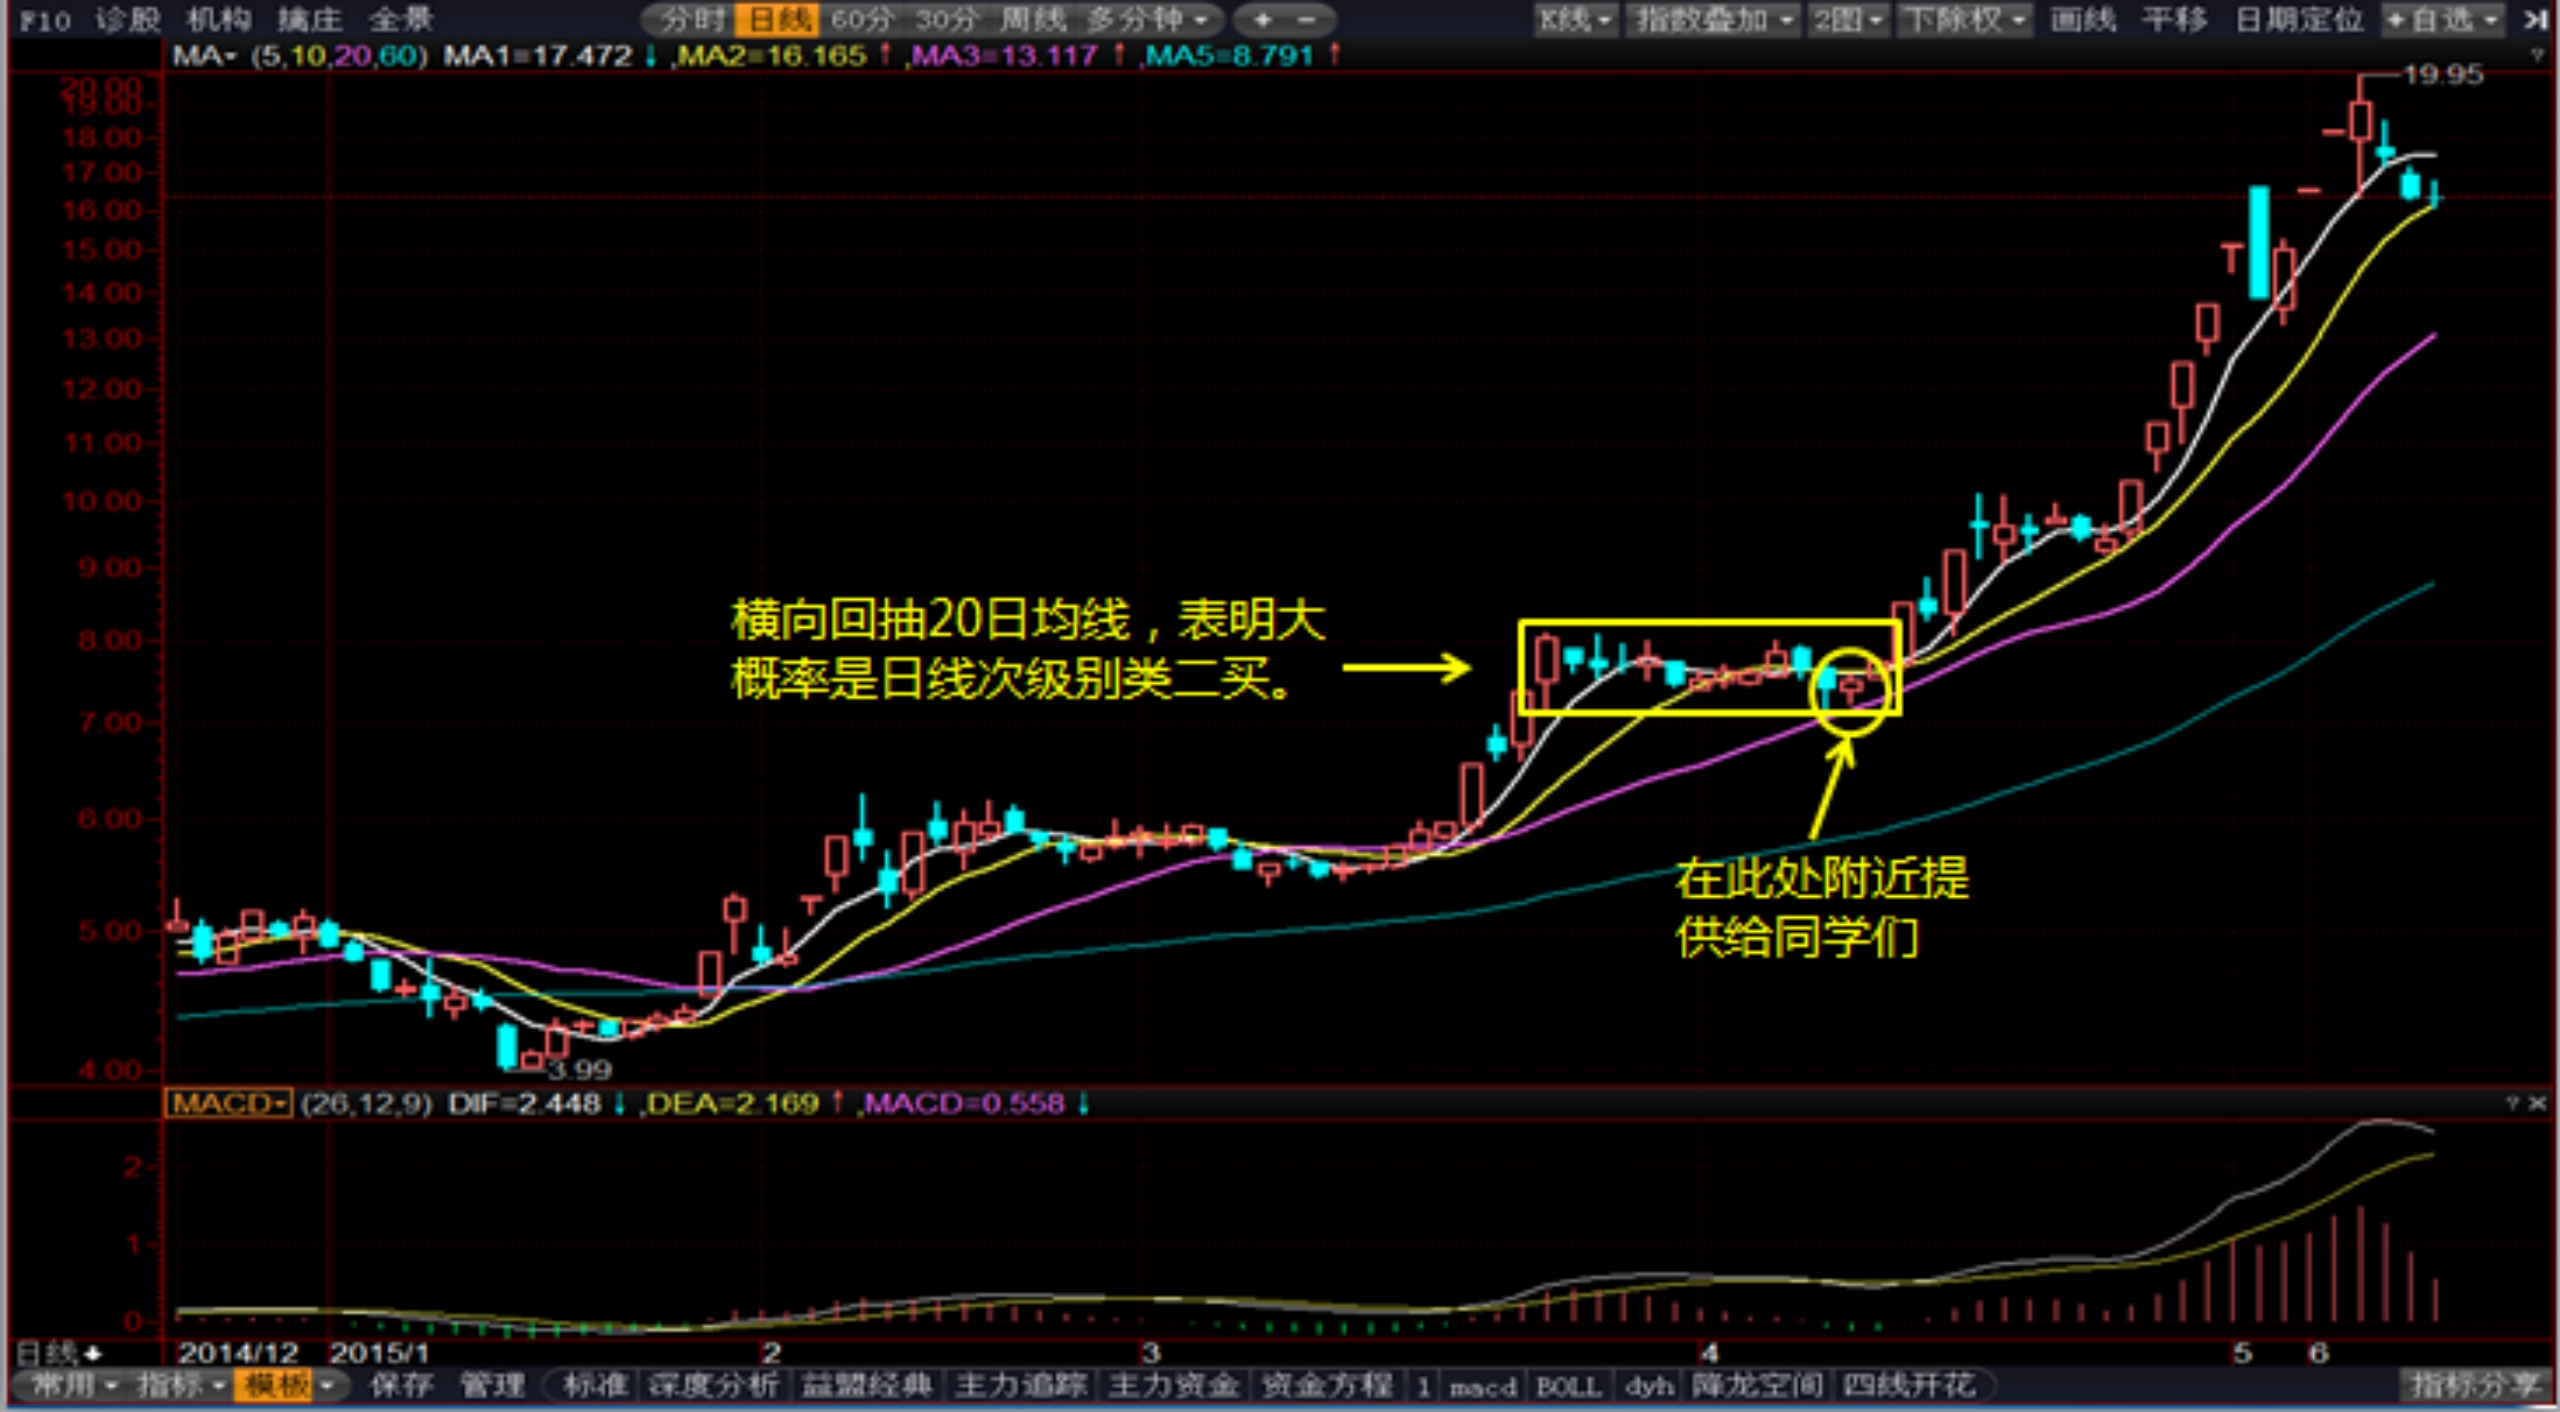 F10 诊股 机构 擒庄 全景 分时 日线 60分 30分 周线 多分钟 + - K线 指数叠加 2图 下除权 画线 平移 日期定位 +自选
MA (5,10,20,60) MA1=17.472 ↓ ,MA2=16.165 ↑ ,MA3=13.117 ↑ ,MA5=8.791 ↑ ?
19.95
20.00
19.00
18.00
17.00
16.00
15.00
14.00
13.00
12.00
11.00
10.00
9.00
8.00
7.00
6.00
5.00
4.00
横向回抽20日均线，表明大
概率是日线次级别类二买。
在此处附近提
供给同学们
3.99
MACD (26,12,9) DIF=2.448 ↓ ,DEA=2.169 ↑ ,MACD=0.558 ↓ ? ×
2
1
0
日线 2014/12 2015/1 2 3 4 5 6
常用 指标 模板 保存 管理 标准 深度分析 益盟经典 主力追踪 主力资金 资金方程 1 macd BOLL dyh 降龙空间 四线开花 指标分享